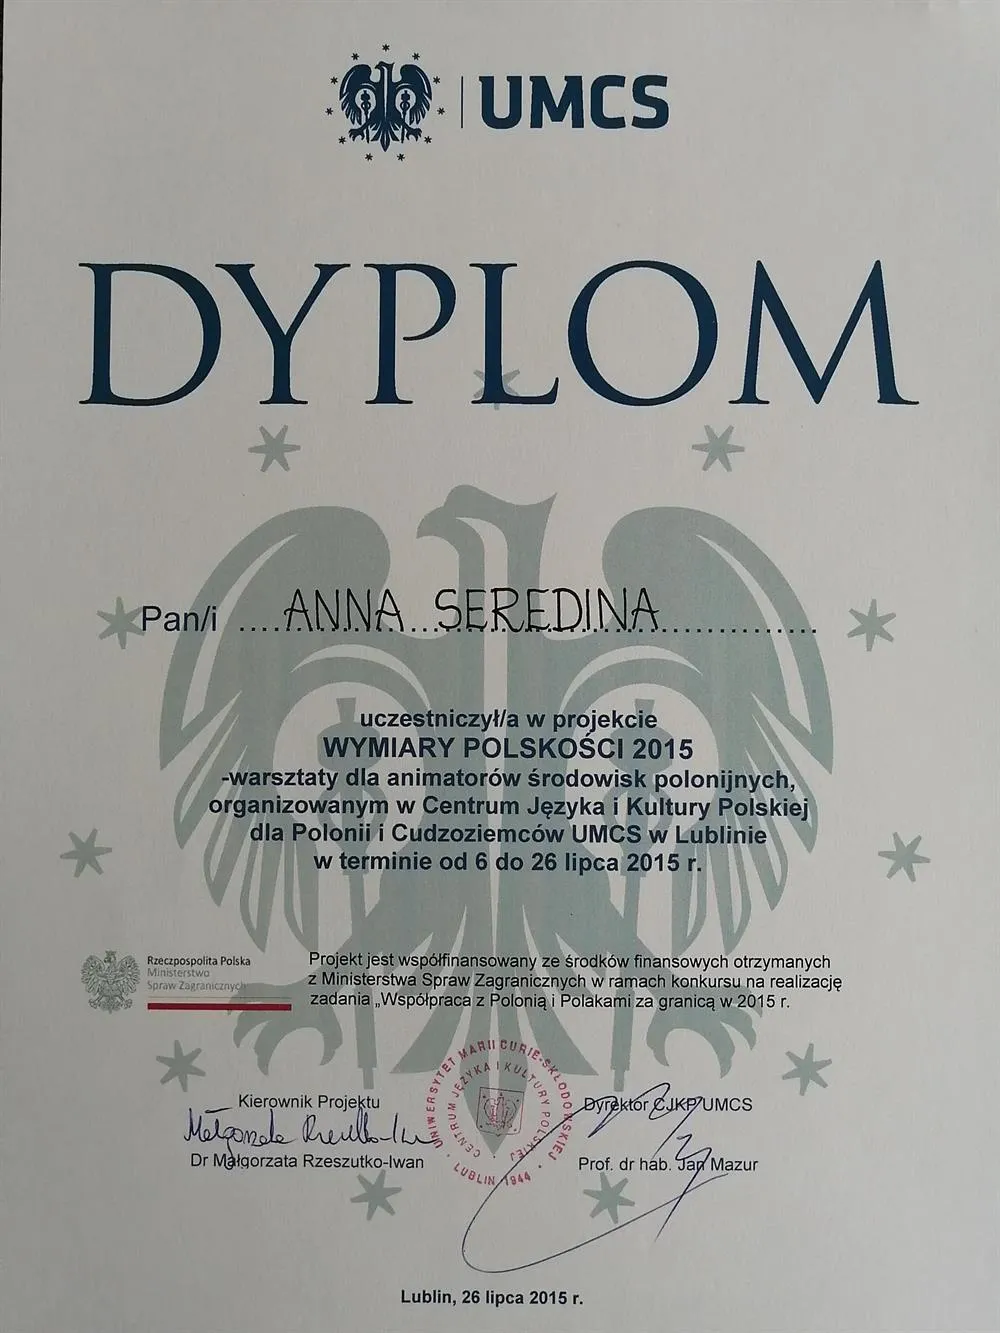 UMCS
DYPLOM
Pan/i ....ANNA SEREDINA....................
uczestniczył/a w projekcie
WYMIARY POLSKOŚCI 2015
-warsztaty dla animatorów środowisk polonijnych,
organizowanym w Centrum Języka i Kultury Polskiej
dla Polonii i Cudzoziemców UMCS w Lublinie
w terminie od 6 do 26 lipca 2015 r.
Rzeczpospolita Polska
Ministerstwo
Spraw Zagranicznych
Projekt jest współfinansowany ze środków finansowych otrzymanych
z Ministerstwa Spraw Zagranicznych w ramach konkursu na realizację
zadania „Współpraca z Polonią i Polakami za granicą w 2015 r.
UNIWERSYTET MARII CURIE-SKŁODOWSKIEJ
CENTRUM JĘZYKA I KULTURY POLSKIEJ
LUBLIN 1944
Kierownik Projektu
Małgorzata Rzeszutko-Iwan
Dr Małgorzata Rzeszutko-Iwan
Dyrektor CJKP UMCS
Prof. dr hab. Jan Mazur
Lublin, 26 lipca 2015 r.